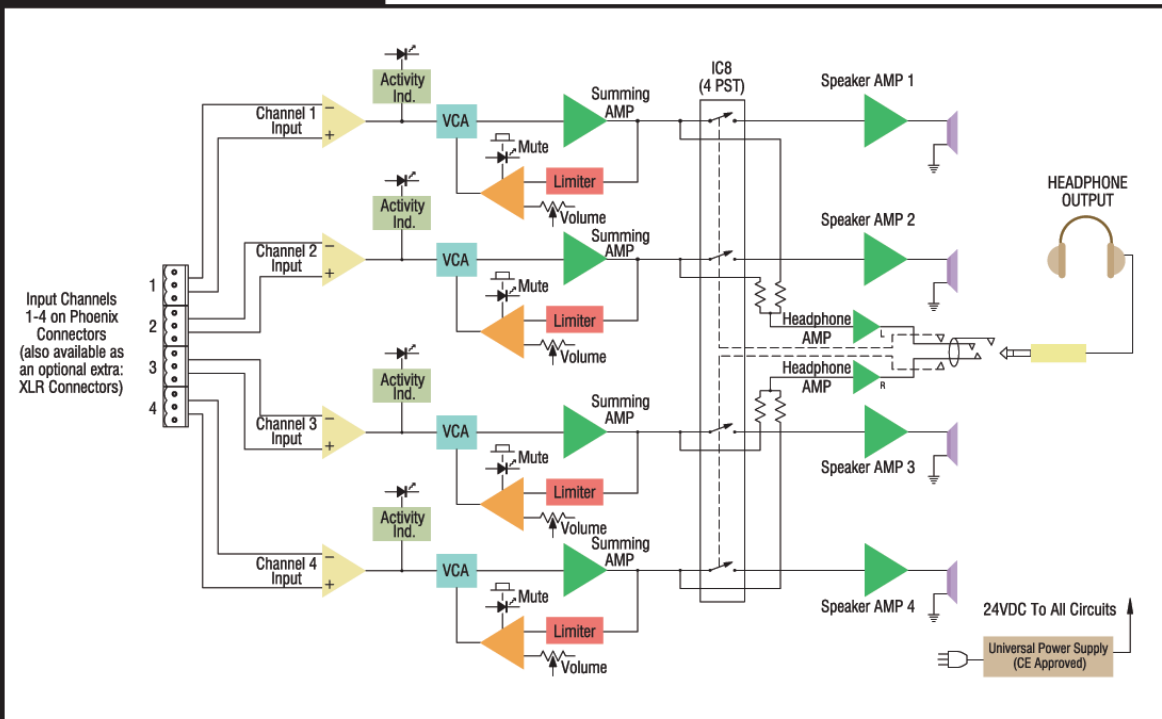 IC8
(4 PST)
Activity
Ind.
Channel 1
Input
−
+
VCA
Summing
AMP
Mute
Limiter
Volume
Speaker AMP 1
Activity
Ind.
Channel 2
Input
−
+
VCA
Summing
AMP
Mute
Limiter
Volume
Speaker AMP 2
HEADPHONE
OUTPUT
Input Channels
1-4 on Phoenix
Connectors
(also available as
an optional extra:
XLR Connectors)
1
2
3
4
Headphone
AMP
L
Headphone
AMP
R
Activity
Ind.
Channel 3
Input
−
+
VCA
Summing
AMP
Mute
Limiter
Volume
Speaker AMP 3
Activity
Ind.
Channel 4
Input
−
+
VCA
Summing
AMP
Mute
Limiter
Volume
Speaker AMP 4
24VDC To All Circuits
Universal Power Supply
(CE Approved)